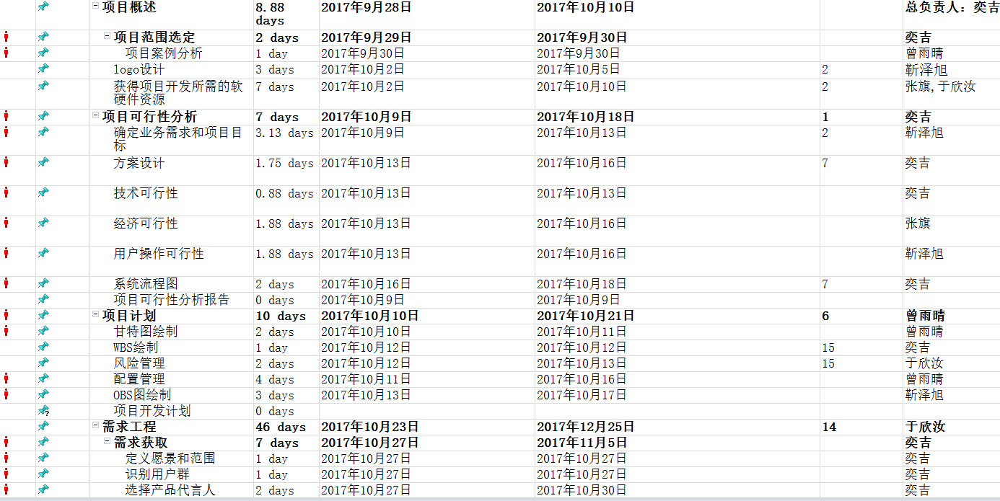 项目概述 8.88 days 2017年9月28日 2017年10月10日 总负责人: 奕吉
项目范围选定 2 days 2017年9月29日 2017年9月30日 奕吉
项目案例分析 1 day 2017年9月30日 2017年9月30日 曾雨晴
logo设计 3 days 2017年10月2日 2017年10月5日 2 靳泽旭
获得项目开发所需的软硬件资源 7 days 2017年10月2日 2017年10月10日 2 张旗,于欣汝
项目可行性分析 7 days 2017年10月9日 2017年10月18日 1 奕吉
确定业务需求和项目目标 3.13 days 2017年10月9日 2017年10月13日 2 靳泽旭
方案设计 1.75 days 2017年10月13日 2017年10月16日 7 奕吉
技术可行性 0.88 days 2017年10月13日 2017年10月13日 奕吉
经济可行性 1.88 days 2017年10月13日 2017年10月16日 张旗
用户操作可行性 1.88 days 2017年10月13日 2017年10月16日 靳泽旭
系统流程图 2 days 2017年10月16日 2017年10月18日 7 奕吉
项目可行性分析报告 0 days 2017年10月9日 2017年10月9日
项目计划 10 days 2017年10月10日 2017年10月21日 6 曾雨晴
甘特图绘制 2 days 2017年10月10日 2017年10月11日 曾雨晴
WBS绘制 1 day 2017年10月12日 2017年10月12日 15 奕吉
风险管理 2 days 2017年10月12日 2017年10月13日 15 于欣汝
配置管理 4 days 2017年10月11日 2017年10月16日 曾雨晴
OBS图绘制 3 days 2017年10月13日 2017年10月17日 靳泽旭
项目开发计划 0 days
需求工程 46 days 2017年10月23日 2017年12月25日 14 于欣汝
需求获取 7 days 2017年10月27日 2017年11月5日 奕吉
定义愿景和范围 1 day 2017年10月27日 2017年10月27日 奕吉
识别用户群 1 day 2017年10月27日 2017年10月27日 奕吉
选择产品代言人 2 days 2017年10月27日 2017年10月30日 奕吉